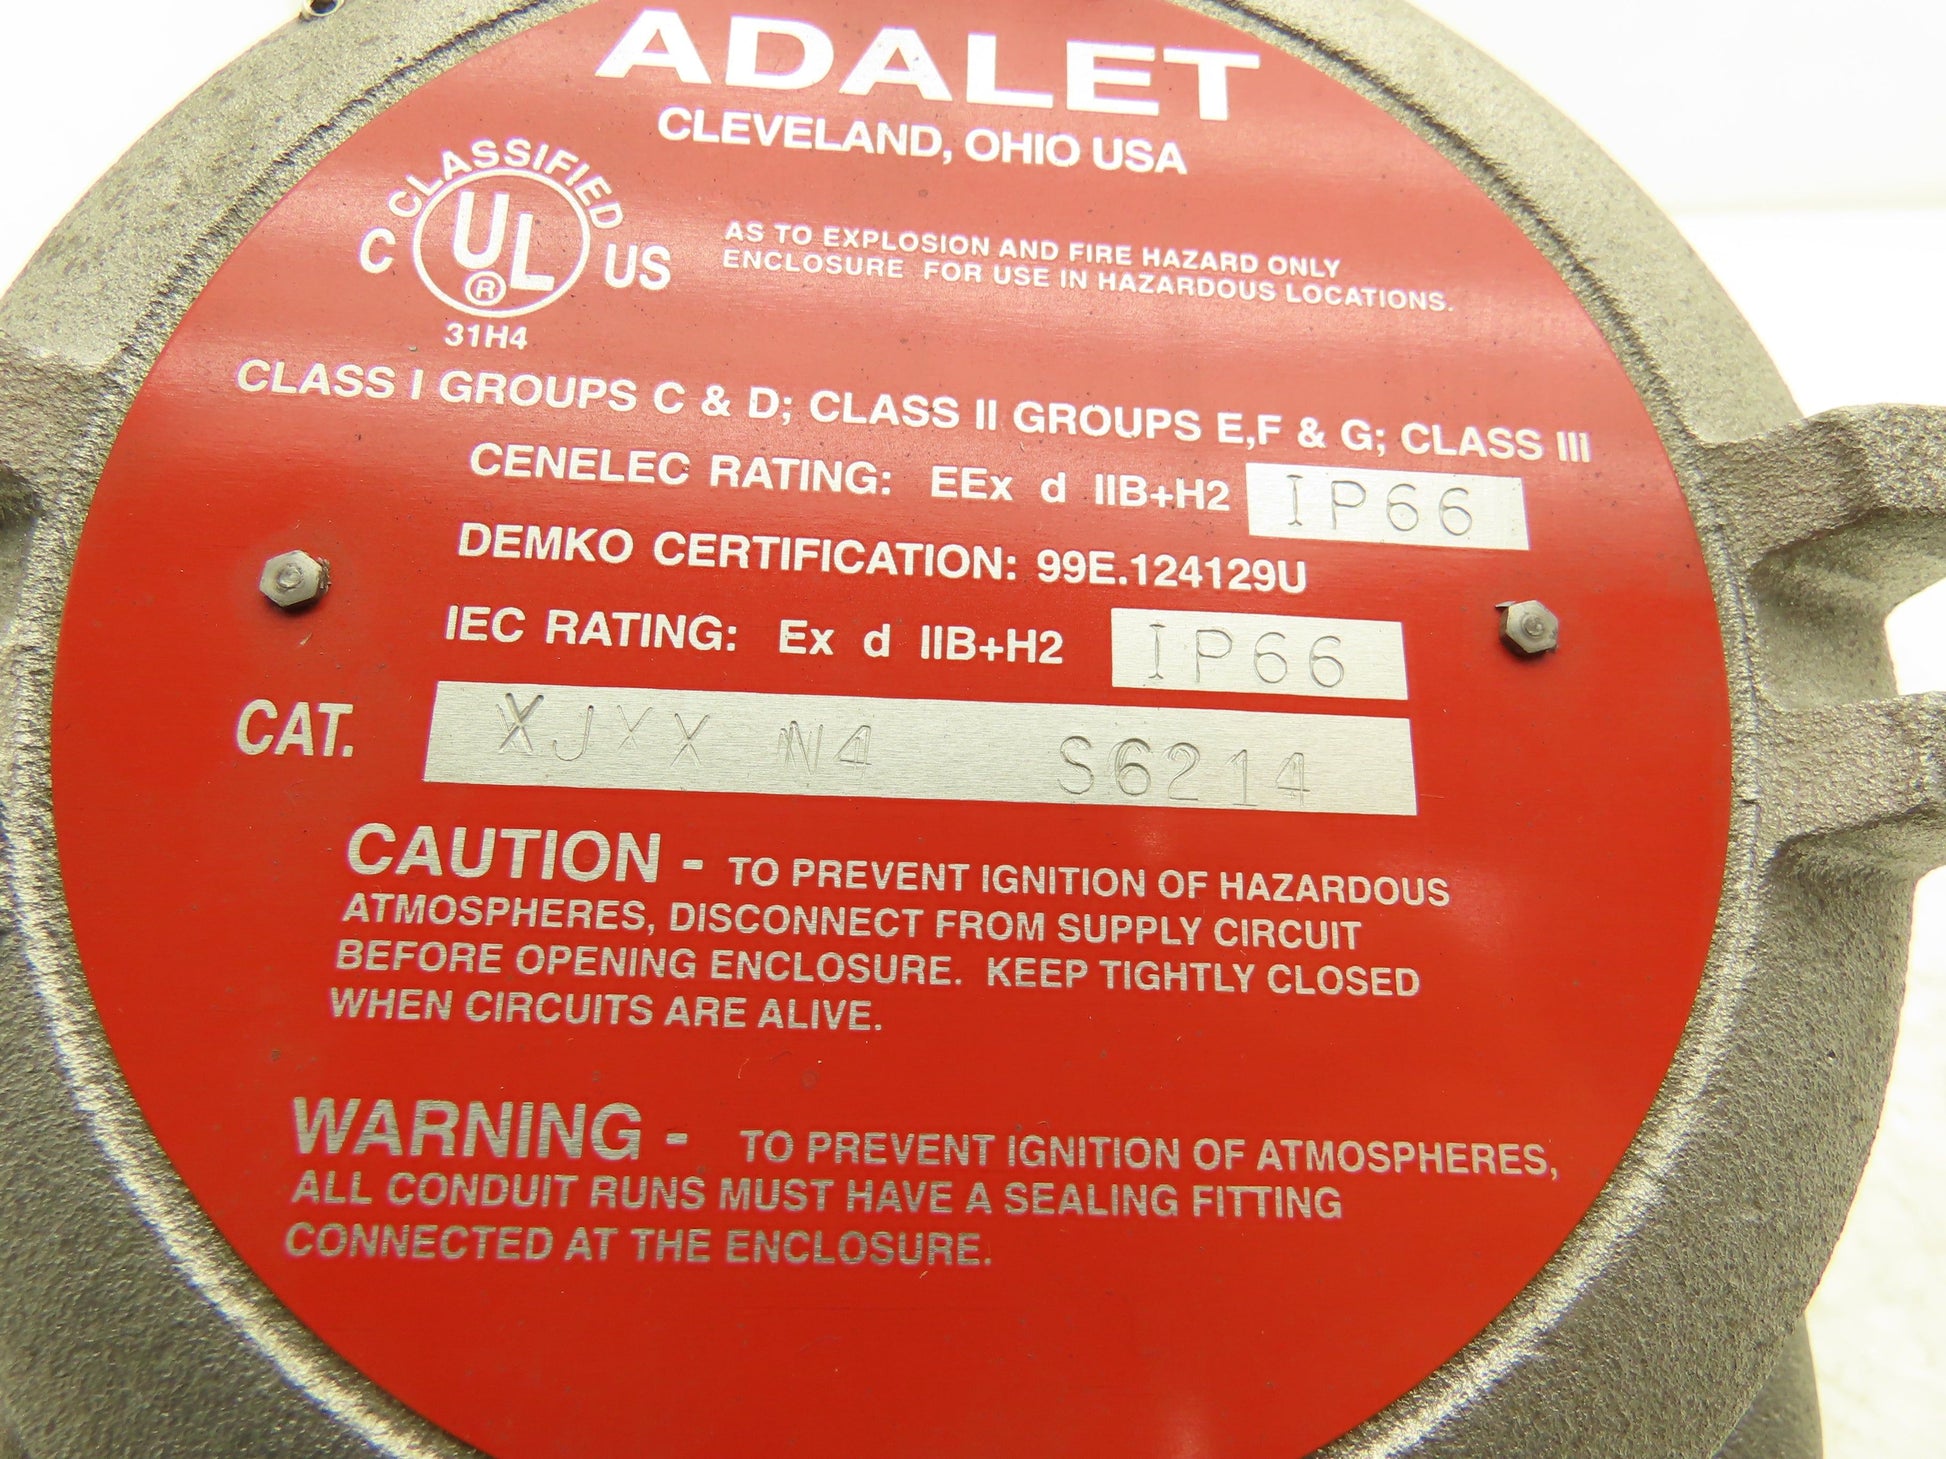 ADALET
CLEVELAND, OHIO USA
CLASSIFIED
C UL US
®
31H4
AS TO EXPLOSION AND FIRE HAZARD ONLY
ENCLOSURE FOR USE IN HAZARDOUS LOCATIONS.
CLASS I GROUPS C & D; CLASS II GROUPS E,F & G; CLASS III
CENELEC RATING: EEx d IIB+H2 IP66
DEMKO CERTIFICATION: 99E.124129U
IEC RATING: Ex d IIB+H2 IP66
CAT. XJYX N4 S6214
CAUTION - TO PREVENT IGNITION OF HAZARDOUS
ATMOSPHERES, DISCONNECT FROM SUPPLY CIRCUIT
BEFORE OPENING ENCLOSURE. KEEP TIGHTLY CLOSED
WHEN CIRCUITS ARE ALIVE.
WARNING - TO PREVENT IGNITION OF ATMOSPHERES,
ALL CONDUIT RUNS MUST HAVE A SEALING FITTING
CONNECTED AT THE ENCLOSURE.